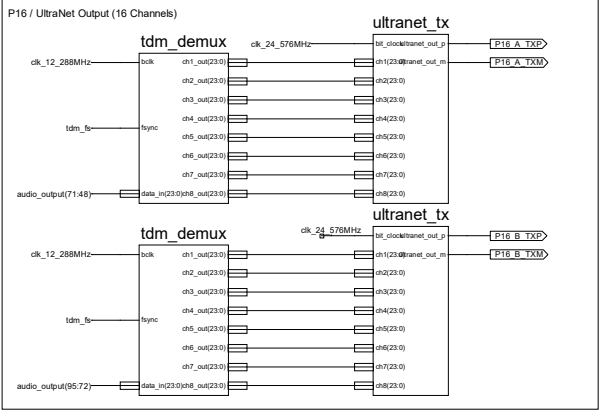 P16 / UltraNet Output (16 Channels)
tdm_demux
clk_12_288MHz
bclk
tdm_fs
fsync
audio_output(71:48)
data_in(23:0)
ch1_out(23:0)
ch2_out(23:0)
ch3_out(23:0)
ch4_out(23:0)
ch5_out(23:0)
ch6_out(23:0)
ch7_out(23:0)
ch8_out(23:0)
ultranet_tx
clk_24_576MHz
bit_clock
ch1(23:0)
ch2(23:0)
ch3(23:0)
ch4(23:0)
ch5(23:0)
ch6(23:0)
ch7(23:0)
ch8(23:0)
ultranet_out_p
ultranet_out_m
P16_A_TXP
P16_A_TXM
tdm_demux
clk_12_288MHz
bclk
tdm_fs
fsync
audio_output(95:72)
data_in(23:0)
ch1_out(23:0)
ch2_out(23:0)
ch3_out(23:0)
ch4_out(23:0)
ch5_out(23:0)
ch6_out(23:0)
ch7_out(23:0)
ch8_out(23:0)
ultranet_tx
clk_24_576MHz
bit_clock
ch1(23:0)
ch2(23:0)
ch3(23:0)
ch4(23:0)
ch5(23:0)
ch6(23:0)
ch7(23:0)
ch8(23:0)
ultranet_out_p
ultranet_out_m
P16_B_TXP
P16_B_TXM